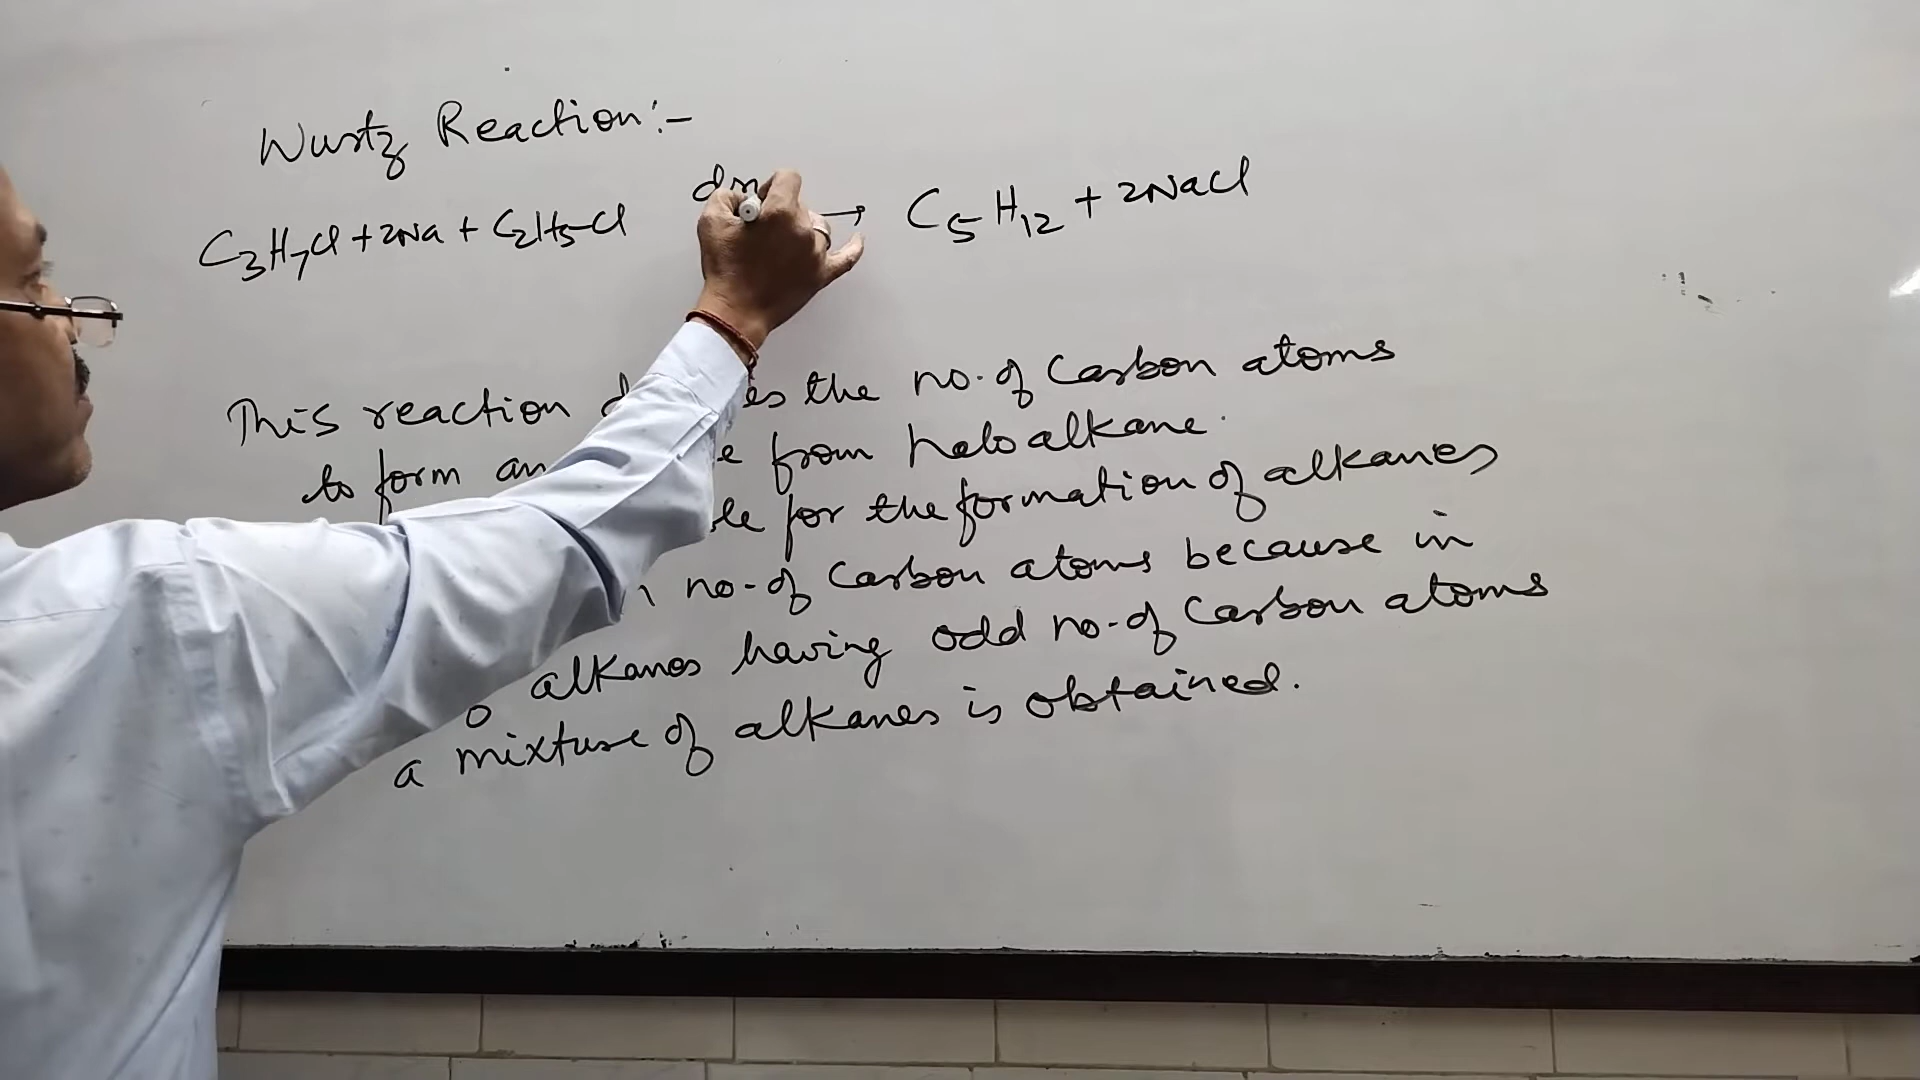 Wurtz Reaction:-
C3H7Cl + 2Na + C2H5-Cl → C5H12 + 2NaCl
This reaction the no. of Carbon atoms
to form an from haloalkane.
for the formation of alkanes
no. of Carbon atoms because in
alkanes having odd no. of Carbon atoms
a mixture of alkanes is obtained.